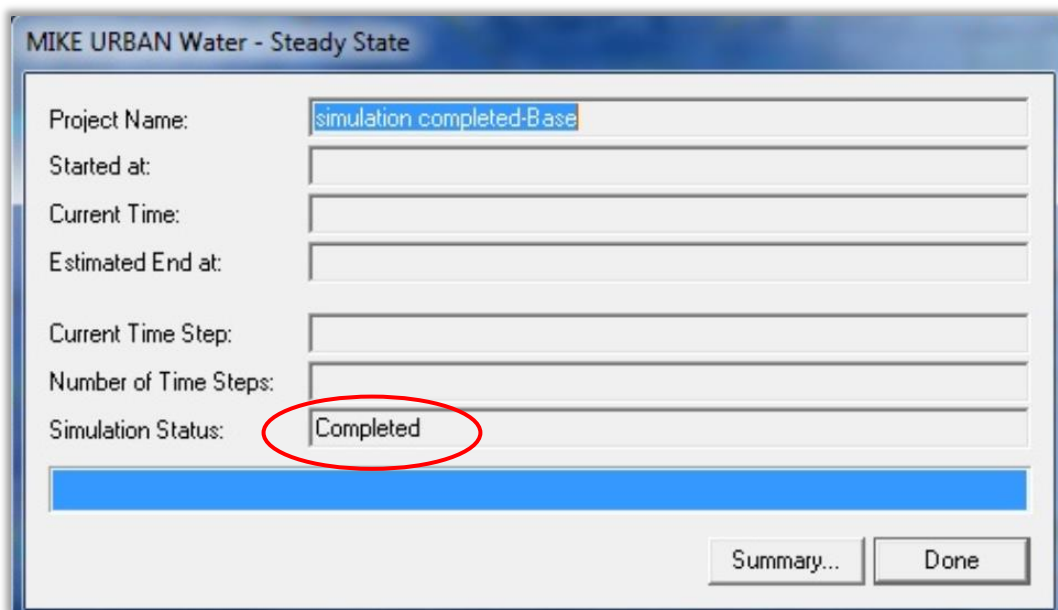 MIKE URBAN Water - Steady State
Project Name: simulation completed-Base
Started at:
Current Time:
Estimated End at:
Current Time Step:
Number of Time Steps:
Simulation Status: Completed
Summary... Done